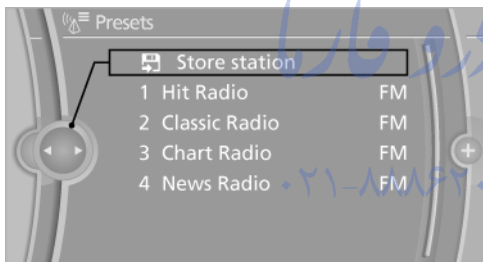 Presets
Store station
1 Hit Radio FM
2 Classic Radio FM
3 Chart Radio FM
4 News Radio FM